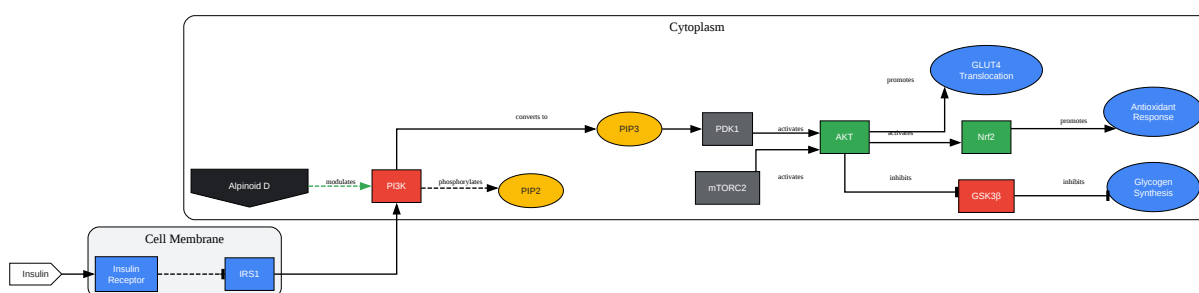 Cytoplasm
GLUT4
Translocation
promotes
Antioxidant
Response
converts to
PIP3
PDK1
activates
AKT
activates
Nrf2
promotes
Alpinoid D
modulates
PI3K
phosphorylates
PIP2
mTORC2
activates
inhibits
GSK3β
inhibits
Glycogen
Synthesis
Cell Membrane
Insulin
Insulin
Receptor
IRS1